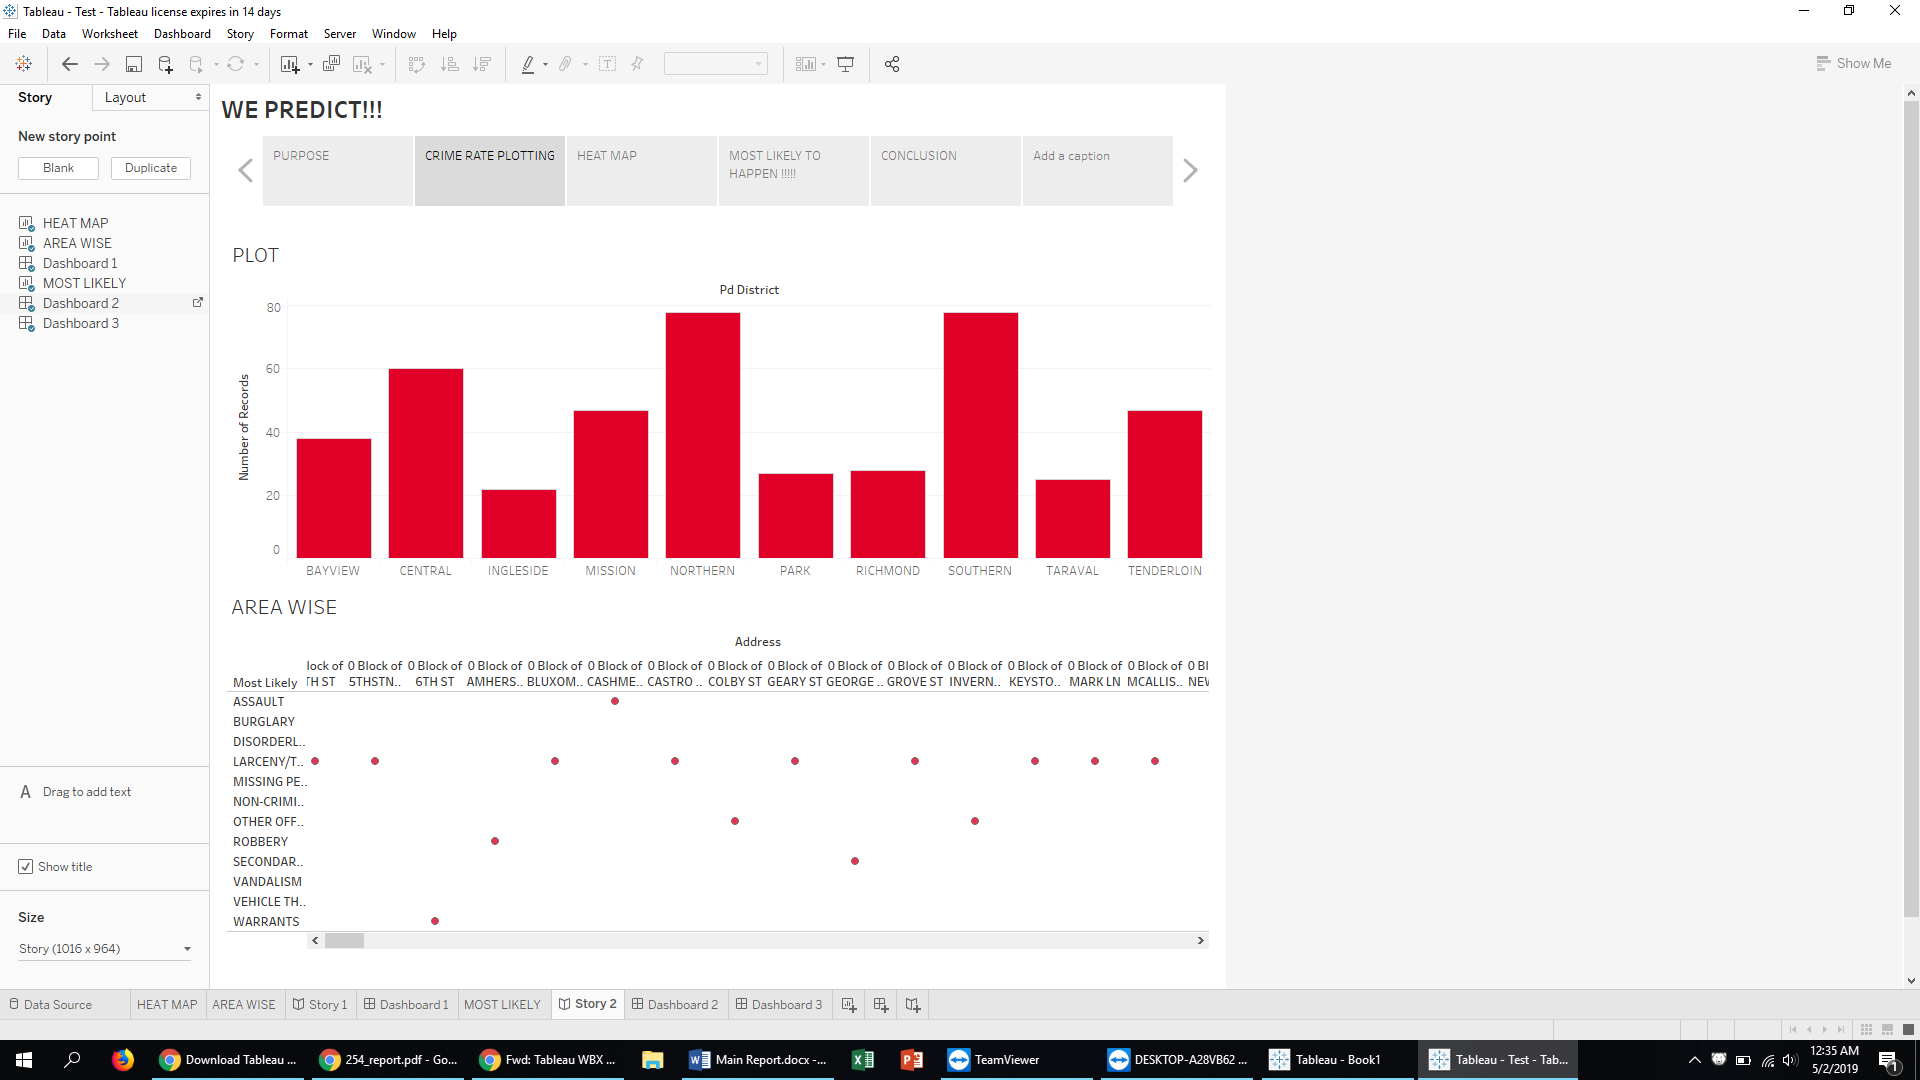 Tableau - Test - Tableau license expires in 14 days
File Data Worksheet Dashboard Story Format Server Window Help
Show Me
Story Layout
New story point
Blank Duplicate
HEAT MAP
AREA WISE
Dashboard 1
MOST LIKELY
Dashboard 2
Dashboard 3
A Drag to add text
Show title
Size
Story (1016 x 964)
WE PREDICT!!!
PURPOSE
CRIME RATE PLOTTING
HEAT MAP
MOST LIKELY TO
HAPPEN !!!!!
CONCLUSION
Add a caption
PLOT
Pd District
Number of Records
80
60
40
20
0
BAYVIEW CENTRAL INGLESIDE MISSION NORTHERN PARK RICHMOND SOUTHERN TARAVAL TENDERLOIN
AREA WISE
Address
lock of 0 Block of 0 Block of 0 Block of 0 Block of 0 Block of 0 Block of 0 Block of 0 Block of 0 Block of 0 Block of 0 Block of 0 Block of 0 Block of 0 Block of 0 Bl
Most Likely TH ST 5THSTN.. 6TH ST AMHERS.. BLUXOM.. CASHME.. CASTRO .. COLBY ST GEARY ST GEORGE .. GROVE ST INVERN.. KEYSTO.. MARK LN MCALLIS.. NEW
ASSAULT
BURGLARY
DISORDERL..
LARCENY/T..
MISSING PE..
NON-CRIMI..
OTHER OFF..
ROBBERY
SECONDAR..
VANDALISM
VEHICLE TH..
WARRANTS
Data Source HEAT MAP AREA WISE Story 1 Dashboard 1 MOST LIKELY Story 2 Dashboard 2 Dashboard 3
Download Tableau ... 254_report.pdf - Go... Fwd: Tableau WBX ... Main Report.docx -... TeamViewer DESKTOP-A28VB62 ... Tableau - Book1 Tableau - Test - Tab...
12:35 AM
5/2/2019
1